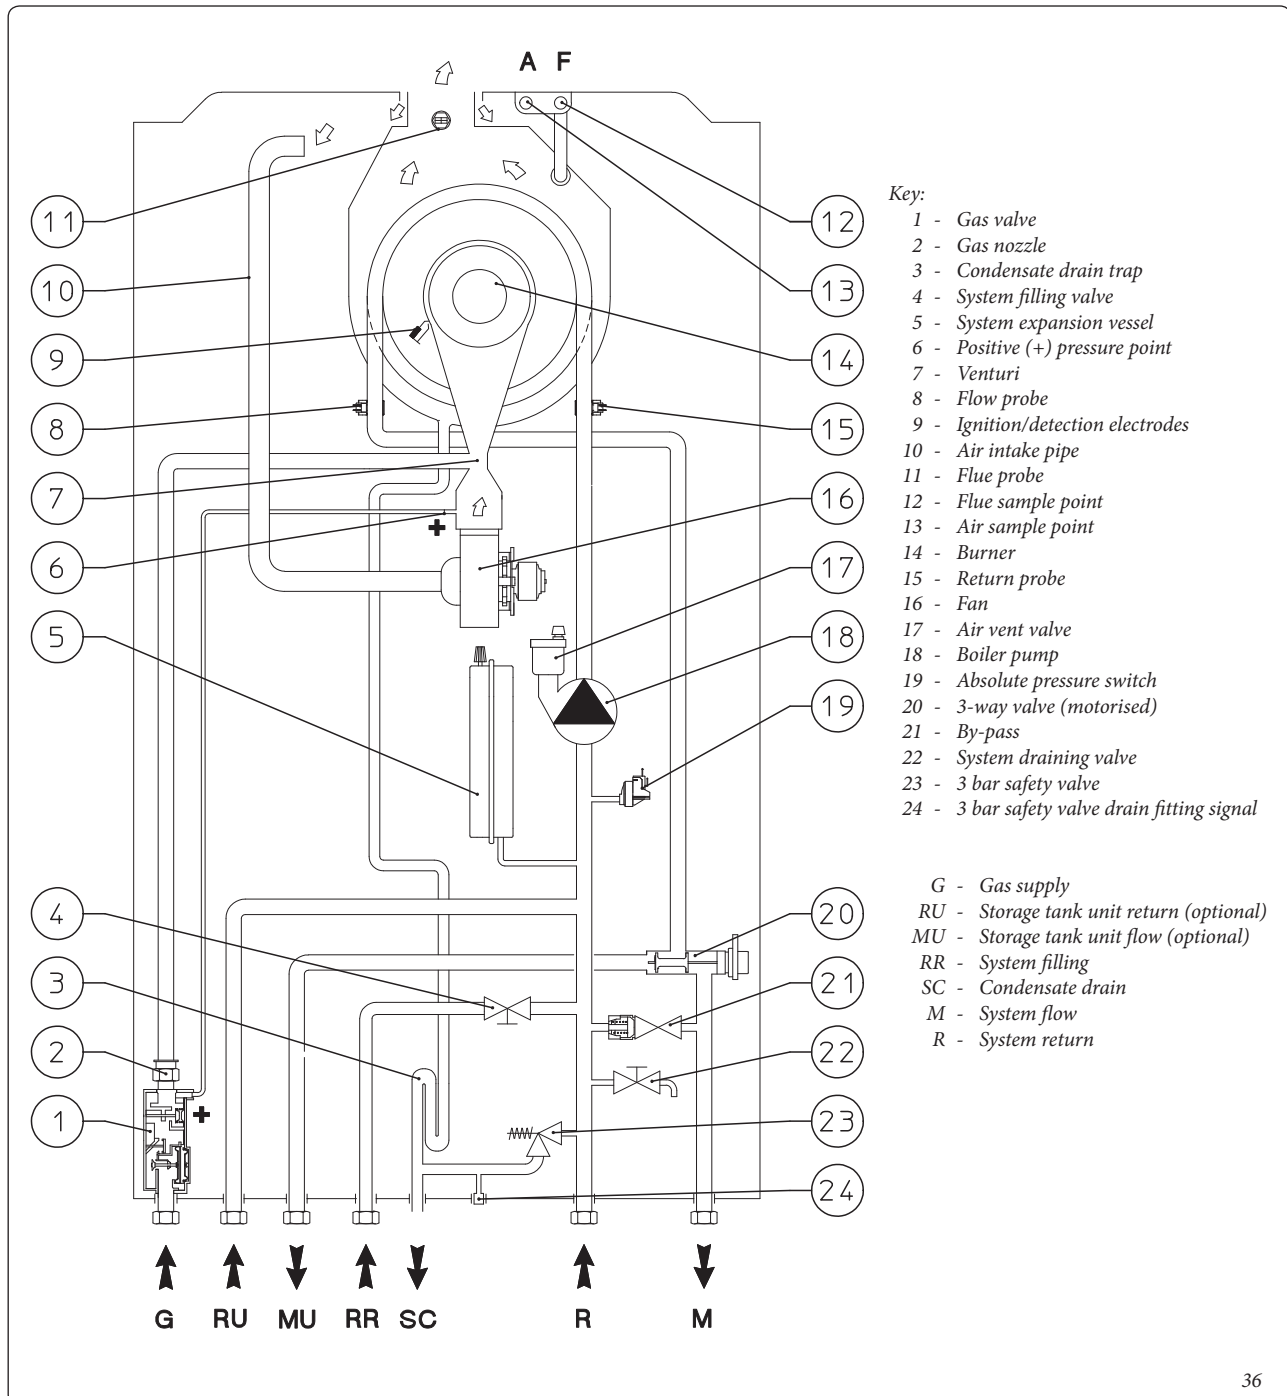 A F
11
10
9
8
7
6
5
4
3
2
1
12
13
14
15
16
17
18
19
20
21
22
23
24
G RU MU RR SC R M
Key:
1 - Gas valve
2 - Gas nozzle
3 - Condensate drain trap
4 - System filling valve
5 - System expansion vessel
6 - Positive (+) pressure point
7 - Venturi
8 - Flow probe
9 - Ignition/detection electrodes
10 - Air intake pipe
11 - Flue probe
12 - Flue sample point
13 - Air sample point
14 - Burner
15 - Return probe
16 - Fan
17 - Air vent valve
18 - Boiler pump
19 - Absolute pressure switch
20 - 3-way valve (motorised)
21 - By-pass
22 - System draining valve
23 - 3 bar safety valve
24 - 3 bar safety valve drain fitting signal
G - Gas supply
RU - Storage tank unit return (optional)
MU - Storage tank unit flow (optional)
RR - System filling
SC - Condensate drain
M - System flow
R - System return
36